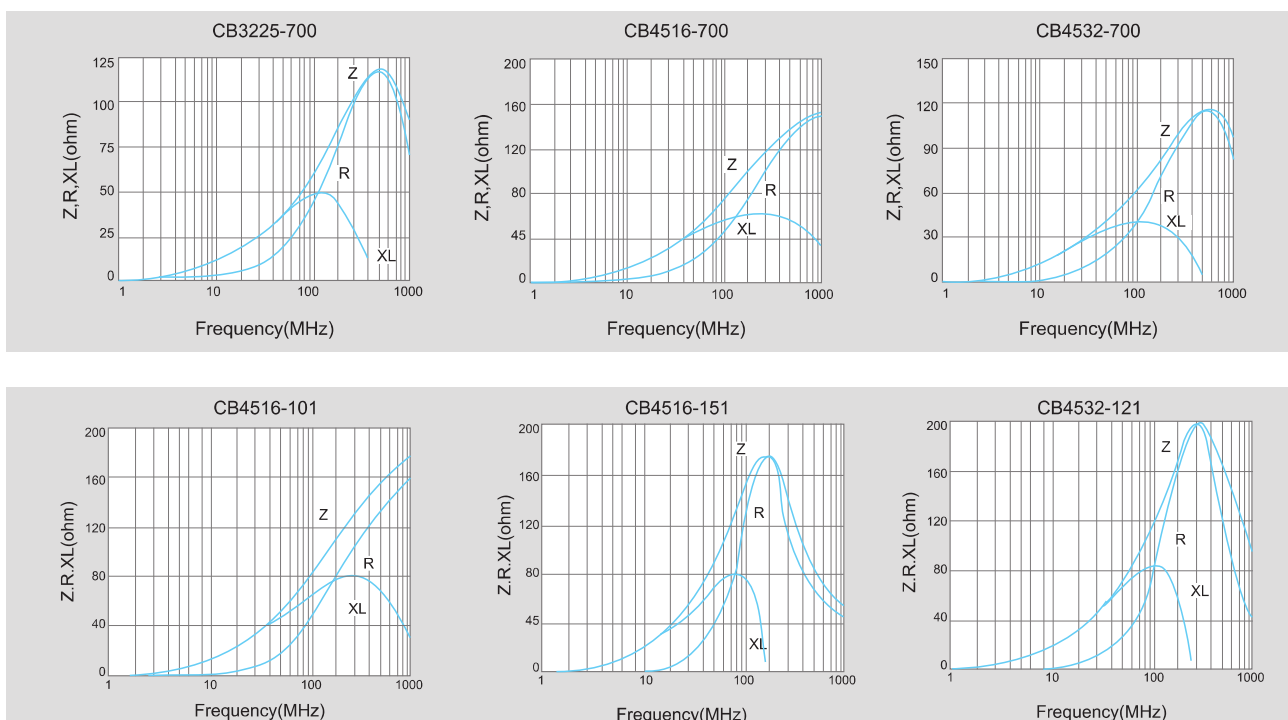 CB3225-700
125
100
75
50
25
0
Z,R,XL(ohm)
Z
R
XL
1 10 100 1000
Frequency(MHz)
CB4516-700
200
160
120
80
45
0
Z,R,XL(ohm)
Z
R
XL
1 10 100 1000
Frequency(MHz)
CB4532-700
150
120
90
60
30
0
Z,R,XL(ohm)
Z
R
XL
1 10 100 1000
Frequency(MHz)
CB4516-101
200
160
120
80
40
0
Z.R.XL(ohm)
Z
R
XL
1 10 100 1000
Frequency(MHz)
CB4516-151
200
160
120
80
45
0
Z.R.XL(ohm)
Z
R
XL
1 10 100 1000
Frequency(MHz)
CB4532-121
200
160
120
80
40
0
Z.R.XL(ohm)
Z
R
XL
1 10 100 1000
Frequency(MHz)